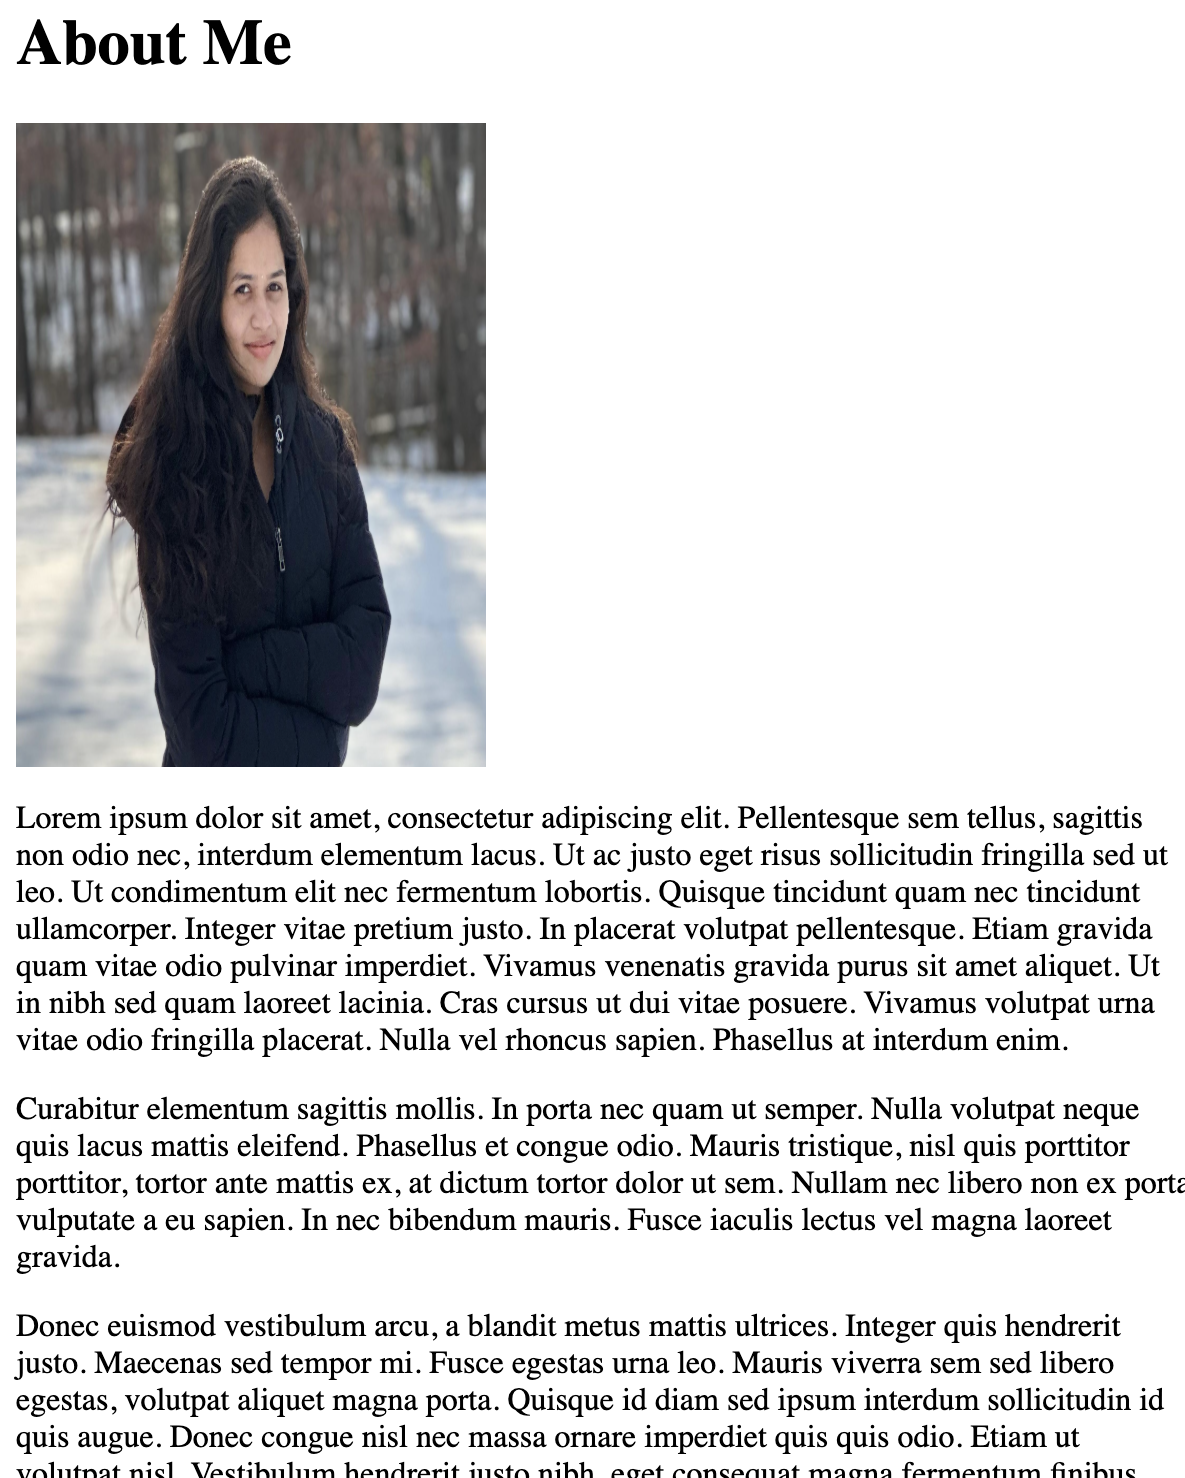 About Me
Lorem ipsum dolor sit amet, consectetur adipiscing elit. Pellentesque sem tellus, sagittis
non odio nec, interdum elementum lacus. Ut ac justo eget risus sollicitudin fringilla sed ut
leo. Ut condimentum elit nec fermentum lobortis. Quisque tincidunt quam nec tincidunt
ullamcorper. Integer vitae pretium justo. In placerat volutpat pellentesque. Etiam gravida
quam vitae odio pulvinar imperdiet. Vivamus venenatis gravida purus sit amet aliquet. Ut
in nibh sed quam laoreet lacinia. Cras cursus ut dui vitae posuere. Vivamus volutpat urna
vitae odio fringilla placerat. Nulla vel rhoncus sapien. Phasellus at interdum enim.
Curabitur elementum sagittis mollis. In porta nec quam ut semper. Nulla volutpat neque
quis lacus mattis eleifend. Phasellus et congue odio. Mauris tristique, nisl quis porttitor
porttitor, tortor ante mattis ex, at dictum tortor dolor ut sem. Nullam nec libero non ex porta
vulputate a eu sapien. In nec bibendum mauris. Fusce iaculis lectus vel magna laoreet
gravida.
Donec euismod vestibulum arcu, a blandit metus mattis ultrices. Integer quis hendrerit
justo. Maecenas sed tempor mi. Fusce egestas urna leo. Mauris viverra sem sed libero
egestas, volutpat aliquet magna porta. Quisque id diam sed ipsum interdum sollicitudin id
quis augue. Donec congue nisl nec massa ornare imperdiet quis quis odio. Etiam ut
volutpat nisl. Vestibulum hendrerit justo nibh, eget consequat magna fermentum finibus.